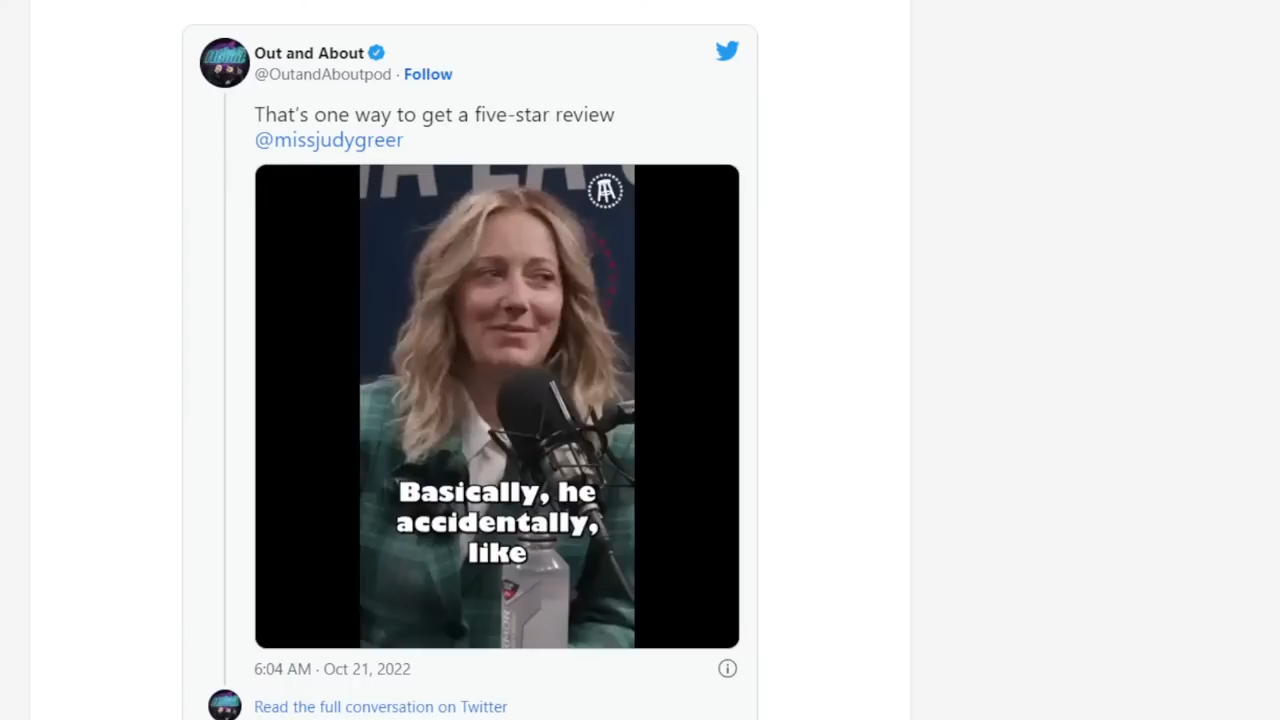 Out and About
@OutandAboutpod · Follow
That's one way to get a five-star review
@missjudygreer
Basically, he
accidentally,
like
6:04 AM · Oct 21, 2022
Read the full conversation on Twitter